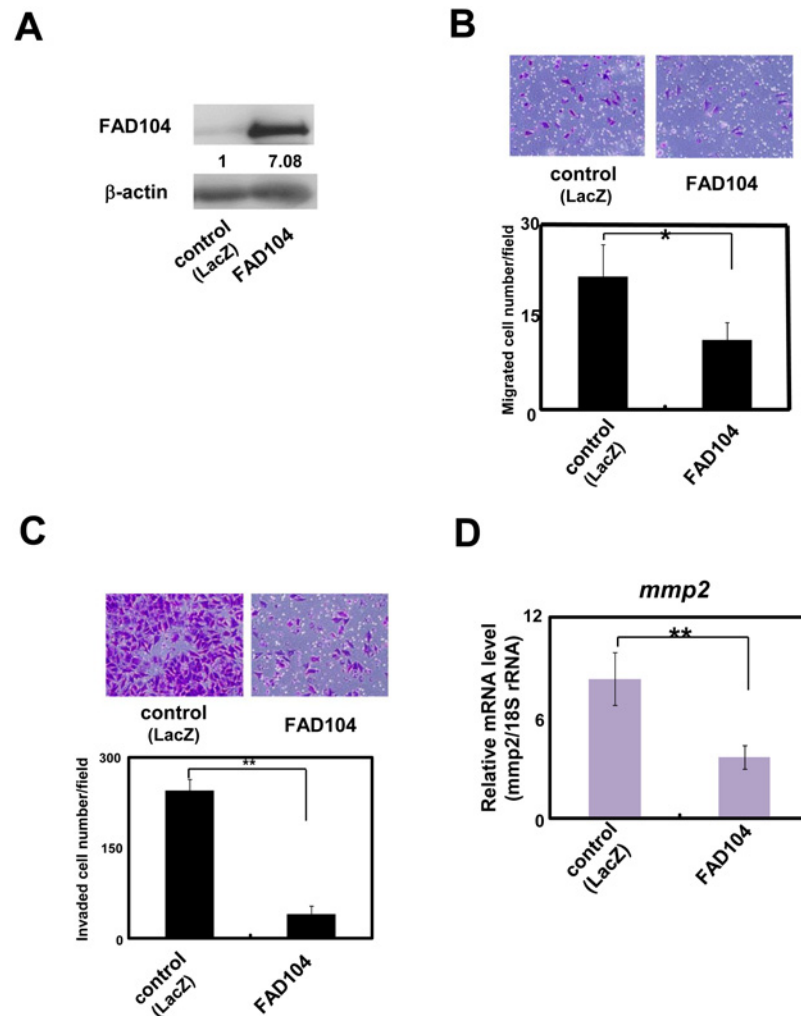 A
FAD104
1 7.08
β-actin
control
(LacZ)
FAD104
B
control
(LacZ)
FAD104
30
*
15
0
Migrated cell number/field
control
(LacZ)
FAD104
C
control
(LacZ)
FAD104
300
**
150
0
Invaded cell number/field
control
(LacZ)
FAD104
D
mmp2
12
**
6
0
Relative mRNA level
(mmp2/18S rRNA)
control
(LacZ)
FAD104